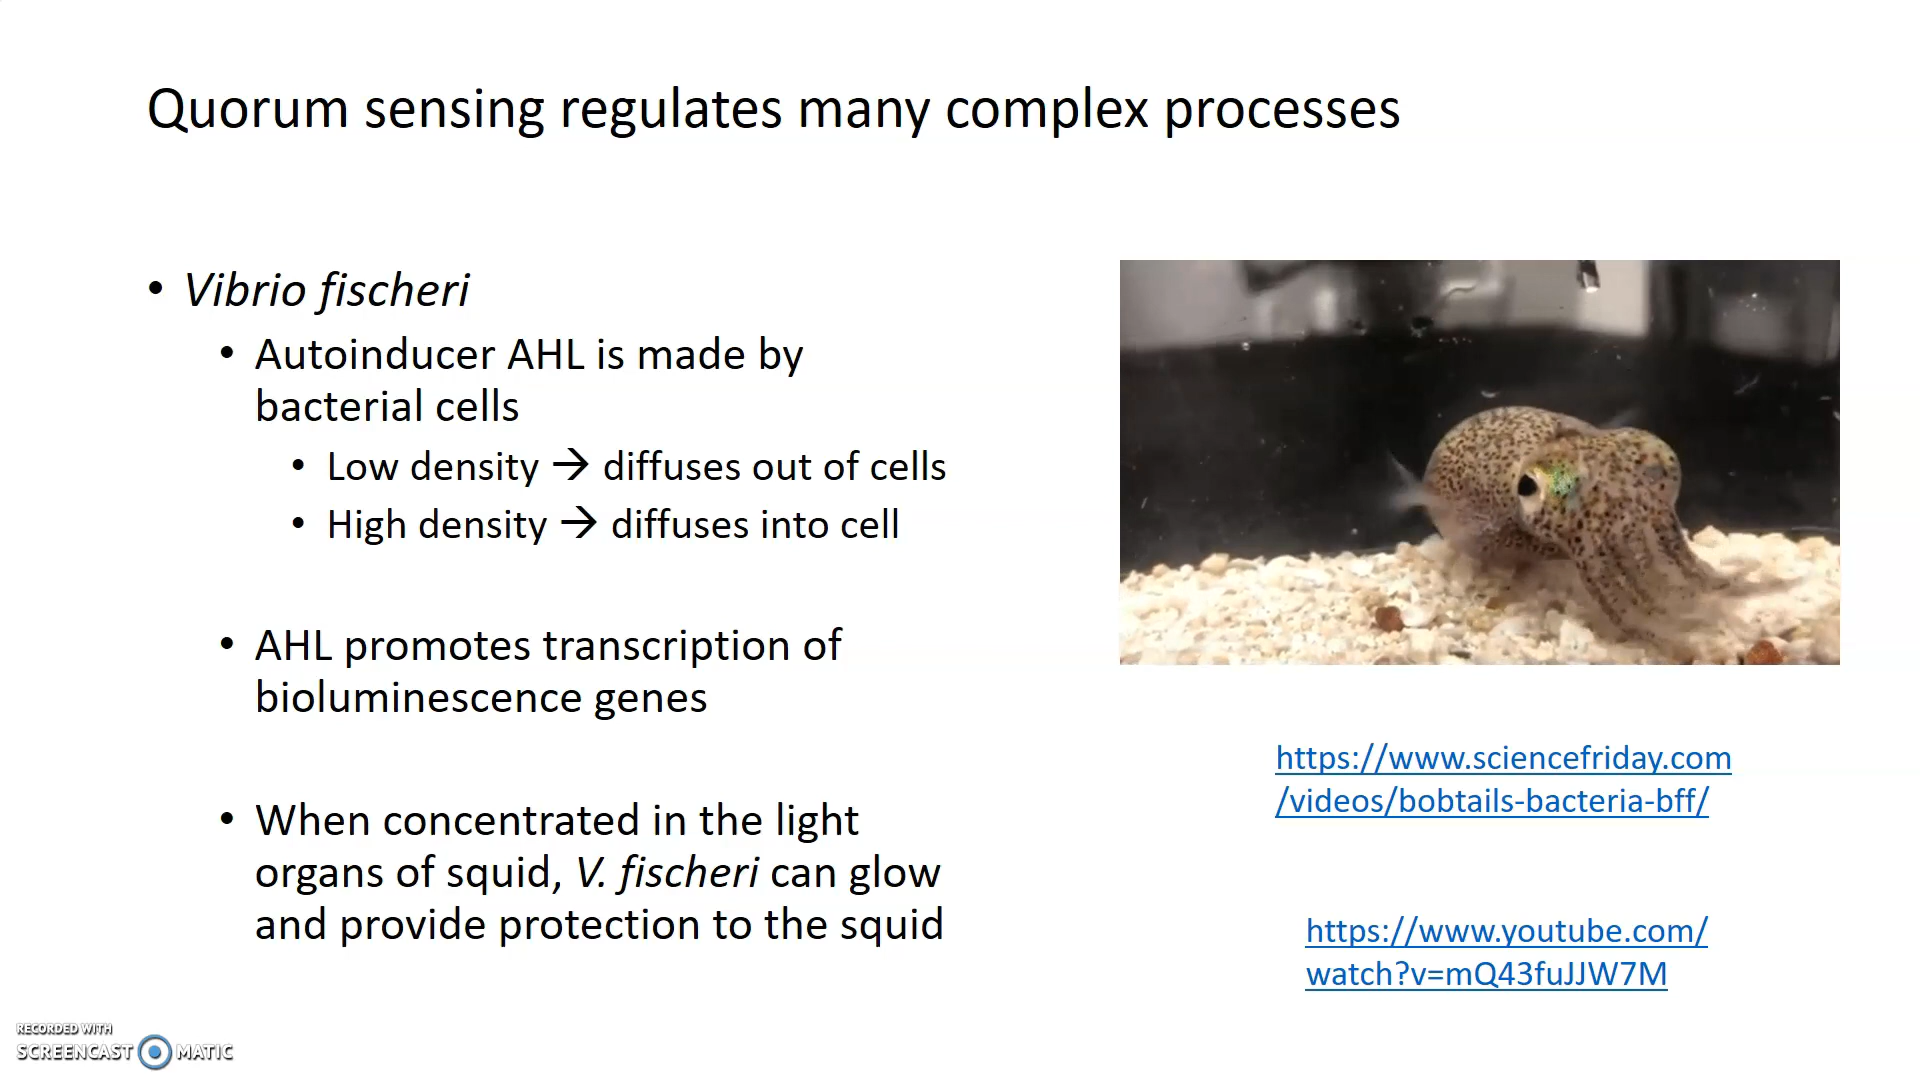 Quorum sensing regulates many complex processes
• Vibrio fischeri
• Autoinducer AHL is made by
bacterial cells
• Low density → diffuses out of cells
• High density → diffuses into cell
• AHL promotes transcription of
bioluminescence genes
• When concentrated in the light
organs of squid, V. fischeri can glow
and provide protection to the squid
https://www.sciencefriday.com
/videos/bobtails-bacteria-bff/
https://www.youtube.com/
watch?v=mQ43fuJJW7M
RECORDED WITH
SCREENCAST MATIC